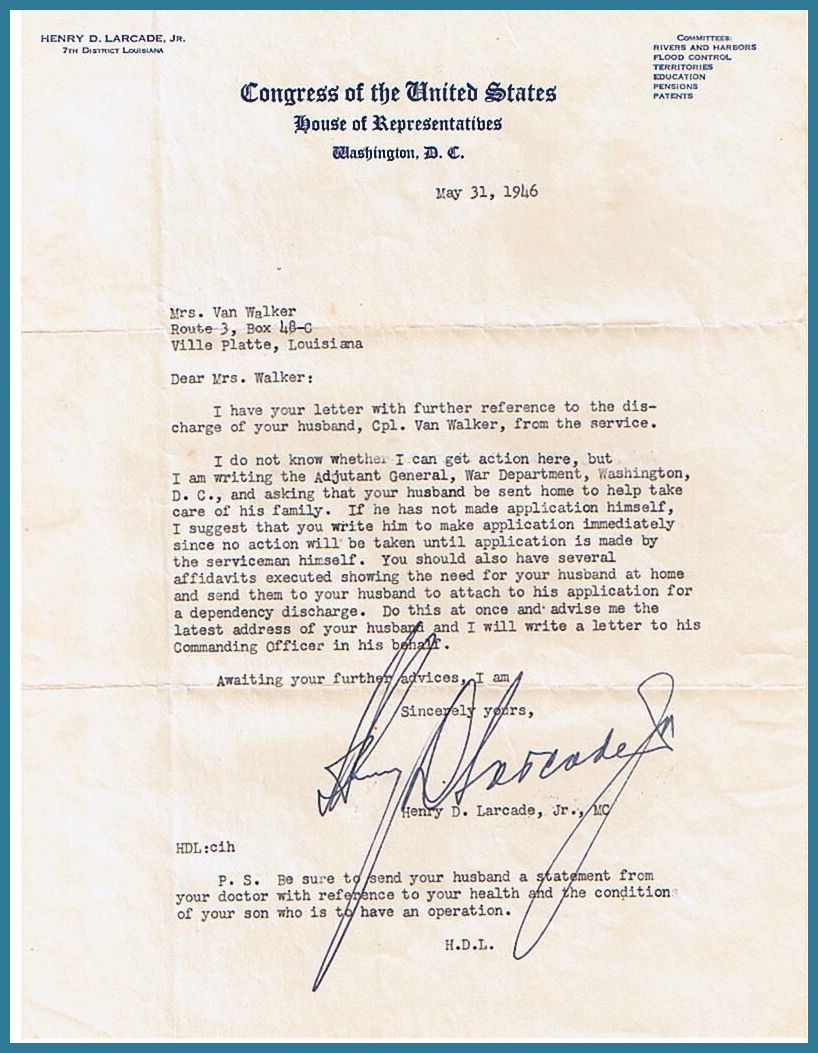 HENRY D. LARCADE, JR.
7TH DISTRICT LOUISIANA
COMMITTEES:
RIVERS AND HARBORS
FLOOD CONTROL
TERRITORIES
EDUCATION
PENSIONS
PATENTS
Congress of the United States
House of Representatives
Washington, D. C.
May 31, 1946
Mrs. Van Walker
Route 3, Box 48-C
Ville Platte, Louisiana
Dear Mrs. Walker:
I have your letter with further reference to the dis-
charge of your husband, Cpl. Van Walker, from the service.
I do not know whether I can get action here, but
I am writing the Adjutant General, War Department, Washington,
D. C., and asking that your husband be sent home to help take
care of his family. If he has not made application himself,
I suggest that you write him to make application immediately
since no action will be taken until application is made by
the serviceman himself. You should also have several
affidavits executed showing the need for your husband at home
and send them to your husband to attach to his application for
a dependency discharge. Do this at once and advise me the
latest address of your husband and I will write a letter to his
Commanding Officer in his behalf.
Awaiting your further advices, I am
Sincerely yours,
Henry D. Larcade Jr
Henry D. Larcade, Jr., MC
HDL:cih
P. S. Be sure to send your husband a statement from
your doctor with reference to your health and the conditions
of your son who is to have an operation.
H.D.L.